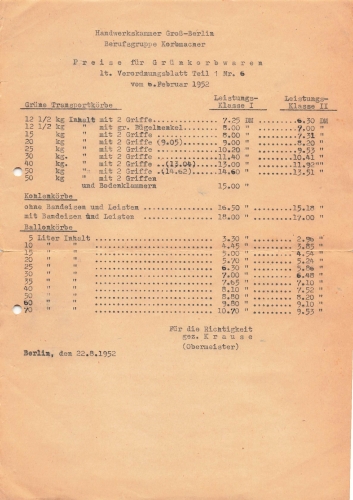 Handwerkskammer Groß-Berlin
Berufsgruppe Korbmacher
Preise für Grünkorbwaren
lt. Verordnungsblatt Teil 1 Nr. 6
vom 6.Februar 1952
Grüne Transportkörbe Leistungs-Klasse I Leistungs-Klasse II
12 1/2 kg Inhalt mit 2 Griffe 7.25 DM 6.30 DM
12 1/2 kg " mit gr. Bügelhenkel 8.00 " 7.00 "
15 kg " mit 2 Griffe 8.00 " 7.31 "
20 kg " mit 2 Griffe (9.05) 9.00 " 8.20 "
25 kg " mit 2 Griffe 10.20 " 9.53 "
30 kg " mit 2 Griffe 11.40 " 10.41 "
40 kg. " mit 2 Griffe (13.04) 13.00 " 11.92 "
50 kg " mit 2 Griffe (14.62) 14.60 " 13.51 "
50 kg " mit 2 Griffen
und Bodenklammern 15.00 "
Kohlenkörbe
ohne Bandeisen und Leisten 16.50 " 15.18 "
mit Bandeisen und Leisten 18.00 " 17.00 "
Ballenkörbe
5 Liter Inhalt 3.30 "
10 " " 4.45 " 3.85 "
15 " " 5.00 " 4.54 "
20 " " 5.70 " 5.24 "
25 " " 6.30 " 5.86 "
30 " " 7.00 " 6.48 "
35 " " 7.65 " 7.10 "
40 " " 8.10 " 7.52 "
50 " " 8.80 " 8.20 "
60 " " 9.80 " 9.10 "
70 " " 10.70 " 9.53 "
Für die Richtigkeit
gez. Krause
(Obermeister)
Berlin, den 22.8.1952